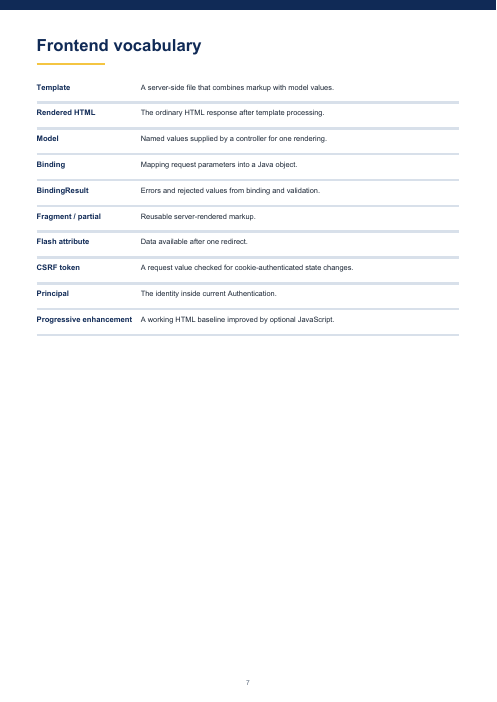 Frontend vocabulary
Template A server-side file that combines markup with model values.
Rendered HTML The ordinary HTML response after template processing.
Model Named values supplied by a controller for one rendering.
Binding Mapping request parameters into a Java object.
BindingResult Errors and rejected values from binding and validation.
Fragment / partial Reusable server-rendered markup.
Flash attribute Data available after one redirect.
CSRF token A request value checked for cookie-authenticated state changes.
Principal The identity inside current Authentication.
Progressive enhancement A working HTML baseline improved by optional JavaScript.
7